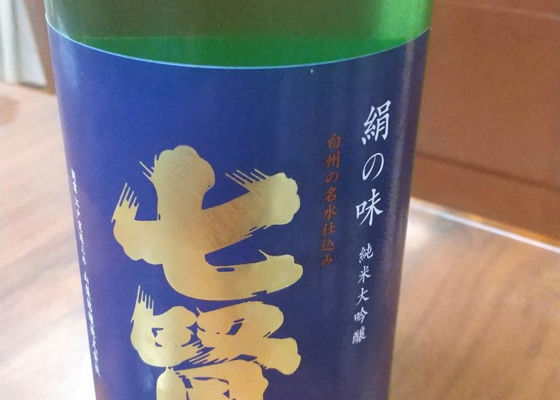 絹の味 純米大吟醸
白州の名水仕込み
七賢